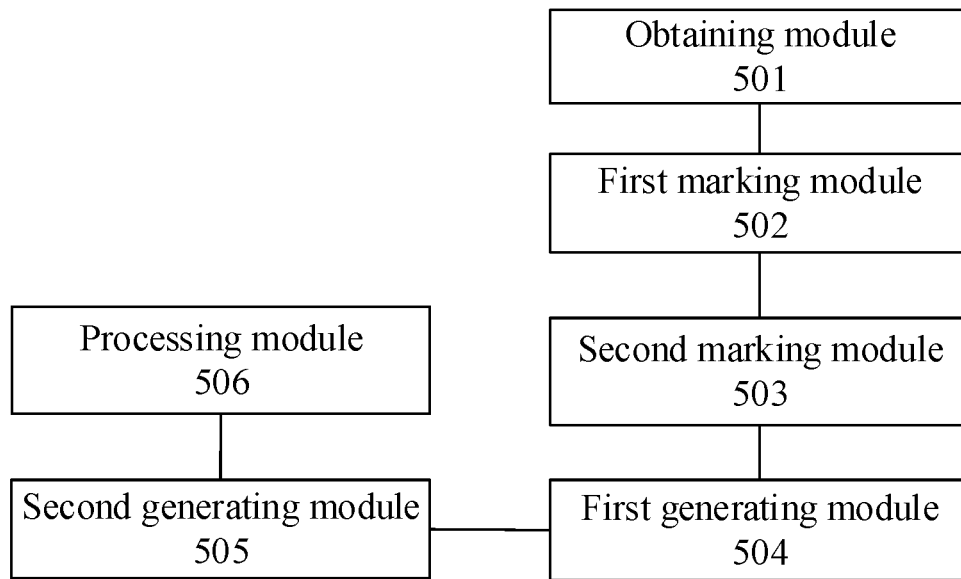 Obtaining module
501
First marking module
502
Second marking module
503
Processing module
506
Second generating module
505
First generating module
504